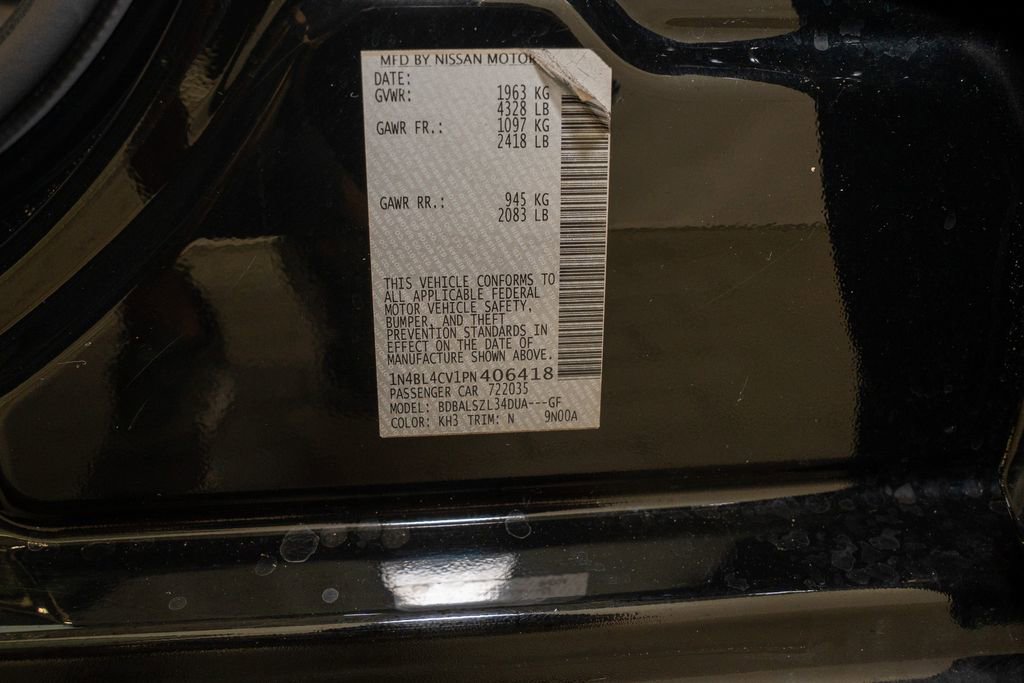 MFD BY NISSAN MOTOR
DATE:
GVWR: 1963 KG
4328 LB
GAWR FR.: 1097 KG
2418 LB
GAWR RR.: 945 KG
2083 LB
THIS VEHICLE CONFORMS TO
ALL APPLICABLE FEDERAL
MOTOR VEHICLE SAFETY,
BUMPER, AND THEFT
PREVENTION STANDARDS IN
EFFECT ON THE DATE OF
MANUFACTURE SHOWN ABOVE.
1N4BL4CV1PN406418
PASSENGER CAR 722035
MODEL: BDBALSZL34DUA---GF
COLOR: KH3 TRIM: N 9N00A